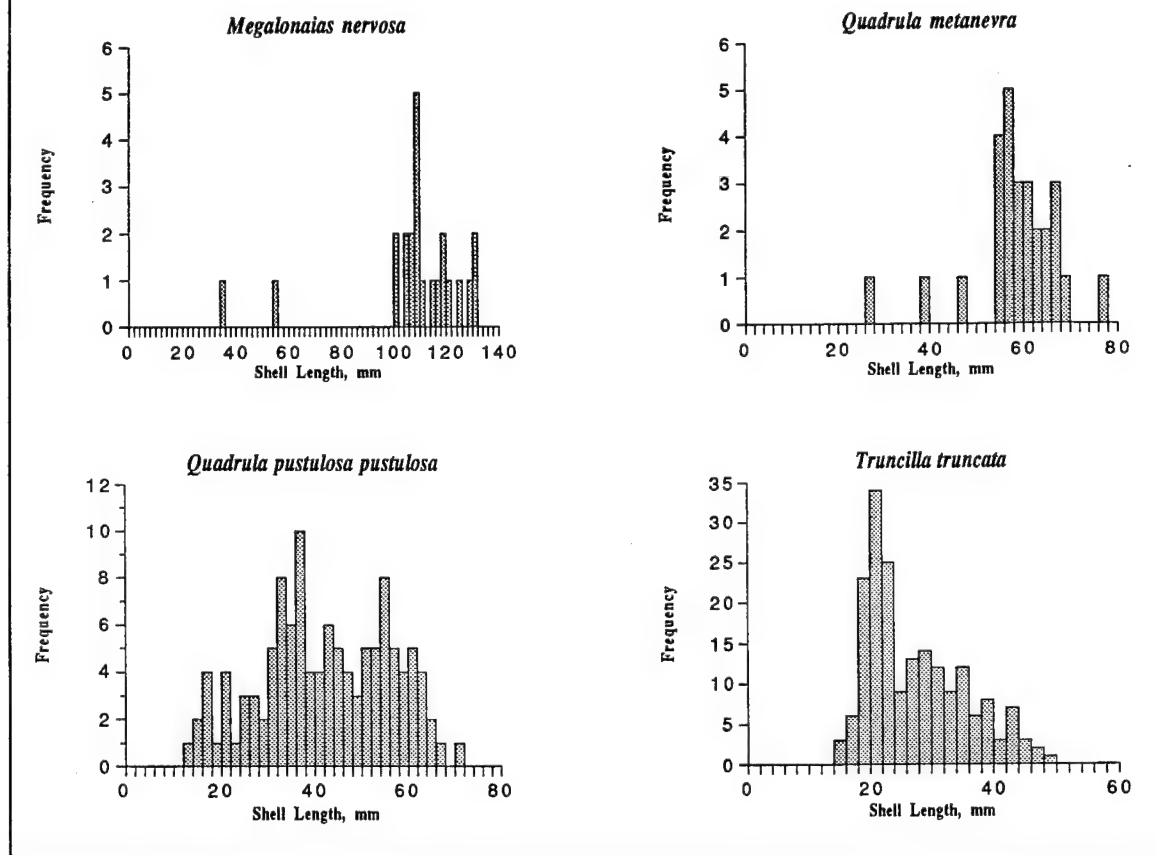 Megalonaias nervosa
6
5
4
3
2
1
0
Frequency
0 20 40 60 80 100 120 140
Shell Length, mm
Quadrula metanevra
6
5
4
3
2
1
0
Frequency
0 20 40 60 80
Shell Length, mm
Quadrula pustulosa pustulosa
12
10
8
6
4
2
0
Frequency
0 20 40 60 80
Shell Length, mm
Truncilla truncata
35
30
25
20
15
10
5
0
Frequency
0 20 40 60
Shell Length, mm